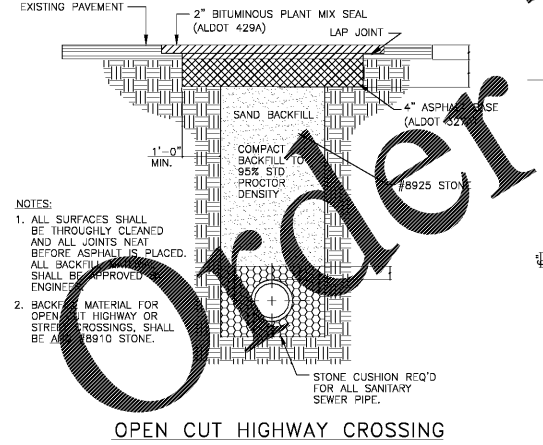 EXISTING PAVEMENT
2" BITUMINOUS PLANT MIX SEAL
(ALDOT 429A)
LAP JOINT
4" ASPHALT BASE
(ALDOT 327A)
SAND BACKFILL
1'-0"
MIN.
COMPACT
BACKFILL TO
95% STD
PROCTOR
DENSITY
#8925 STONE
NOTES:
1. ALL SURFACES SHALL
BE THROUGHLY CLEANED
AND ALL JOINTS NEAT
BEFORE ASPHALT IS PLACED.
ALL BACKFILL MATERIAL
SHALL BE APPROVED
ENGINEER
2. BACKFILL MATERIAL FOR
OPEN CUT HIGHWAY OR
STREET CROSSINGS, SHALL
BE #8910 STONE.
STONE CUSHION REQ'D
FOR ALL SANITARY
SEWER PIPE.
OPEN CUT HIGHWAY CROSSING
Order